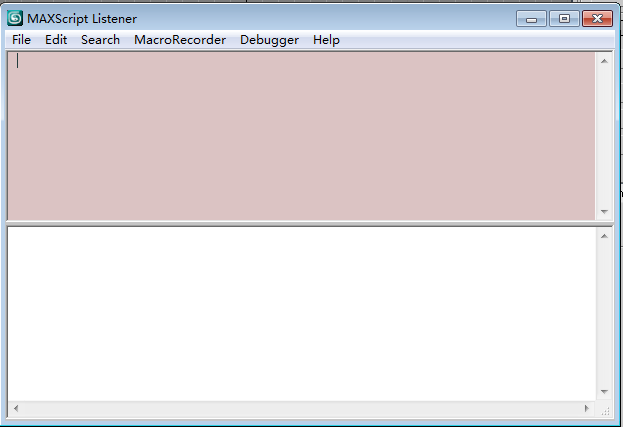 MAXScript Listener
File Edit Search MacroRecorder Debugger Help